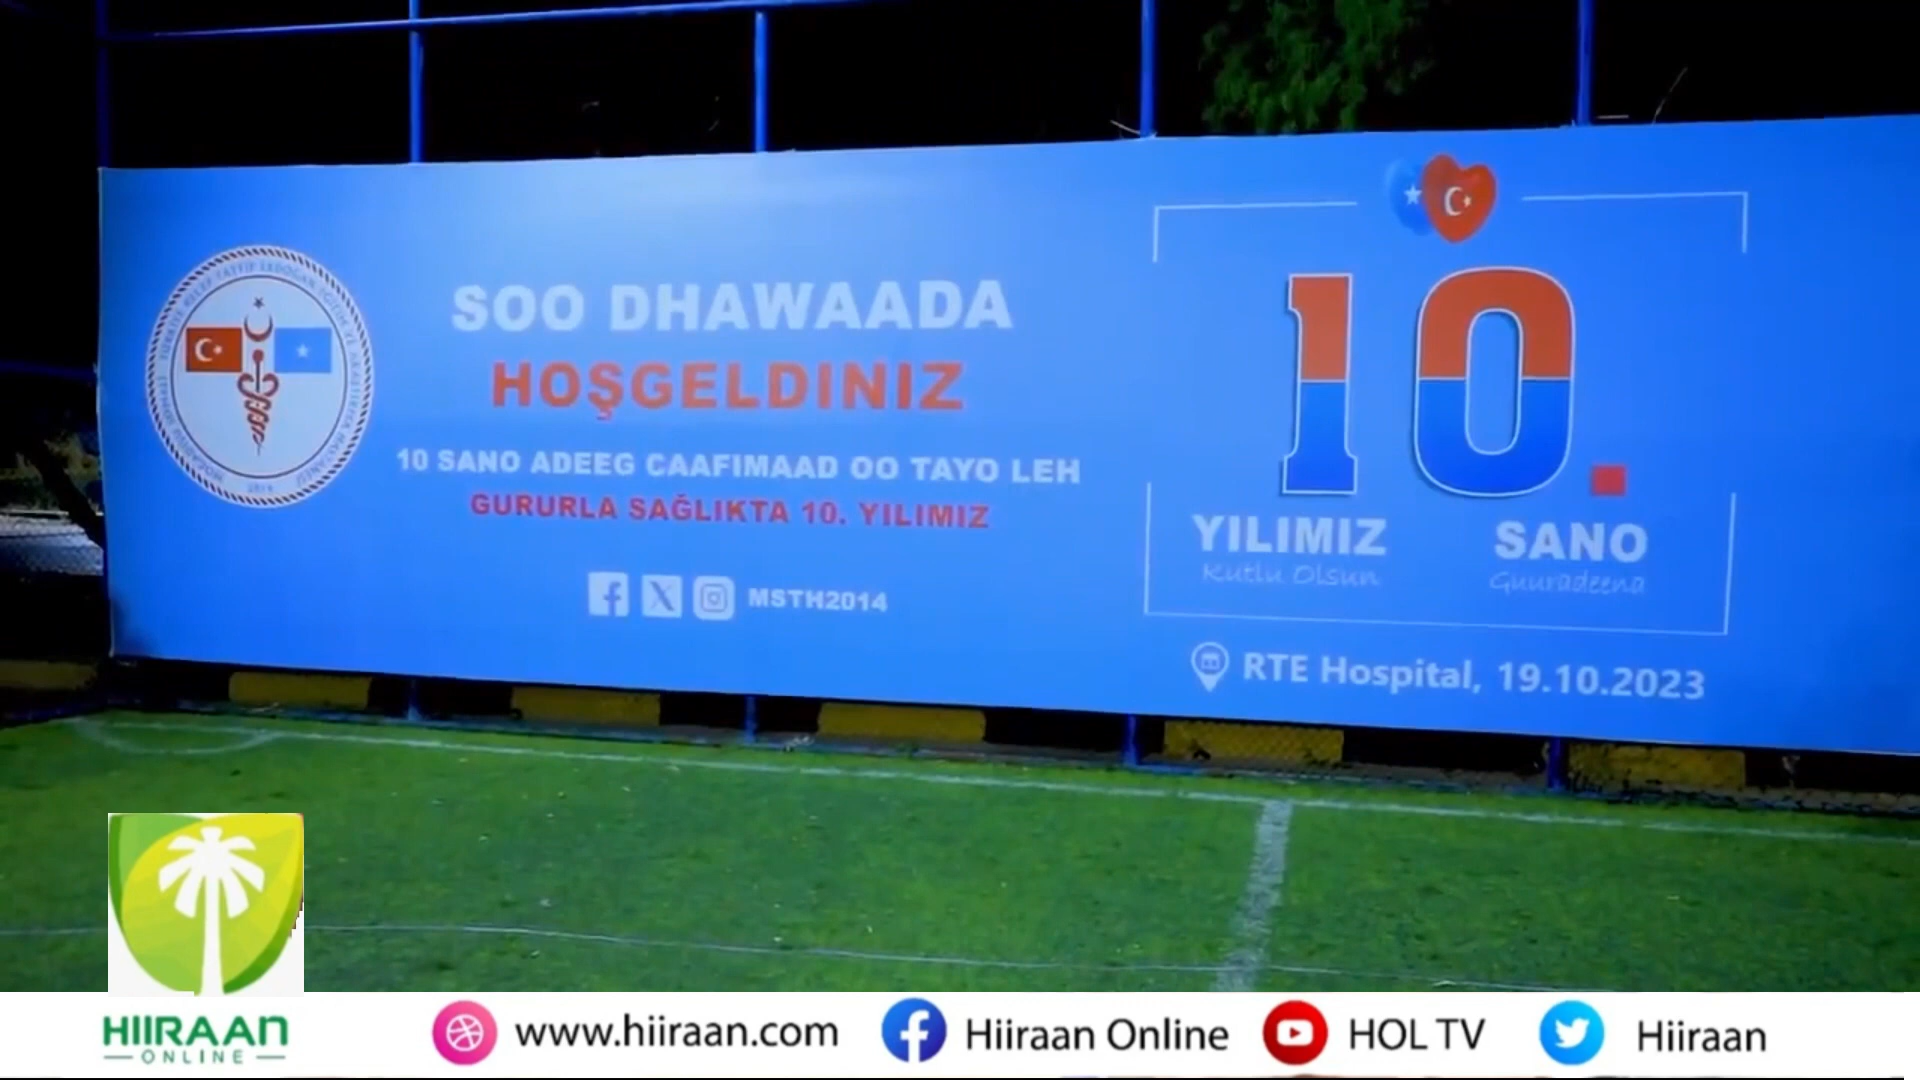 SOO DHAWAADA
HOŞGELDINIZ
10 SANO ADEEG CAAFIMAAD OO TAYO LEH
GURURLA SAĞLIKTA 10. YILIMIZ
MSTH2014
10.
YILIMIZ
Kutlu Olsun
SANO
Guuradeena
RTE Hospital, 19.10.2023
HIIRAAN
ONLINE
www.hiiraan.com
Hiiraan Online
HOL TV
Hiiraan